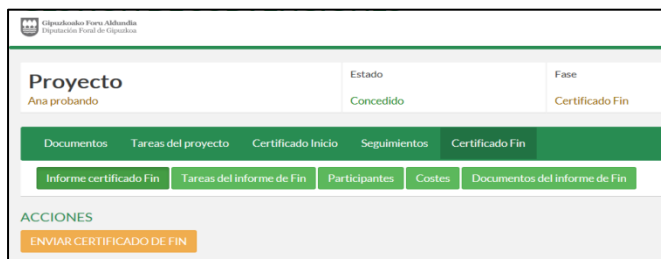 Gipuzkoako Foru Aldundia
Diputación Foral de Gipuzkoa
Proyecto
Ana probando
Estado
Concedido
Fase
Certificado Fin
Documentos Tareas del proyecto Certificado Inicio Seguimientos Certificado Fin
Informe certificado Fin Tareas del informe de Fin Participantes Costes Documentos del informe de Fin
ACCIONES
ENVIAR CERTIFICADO DE FIN